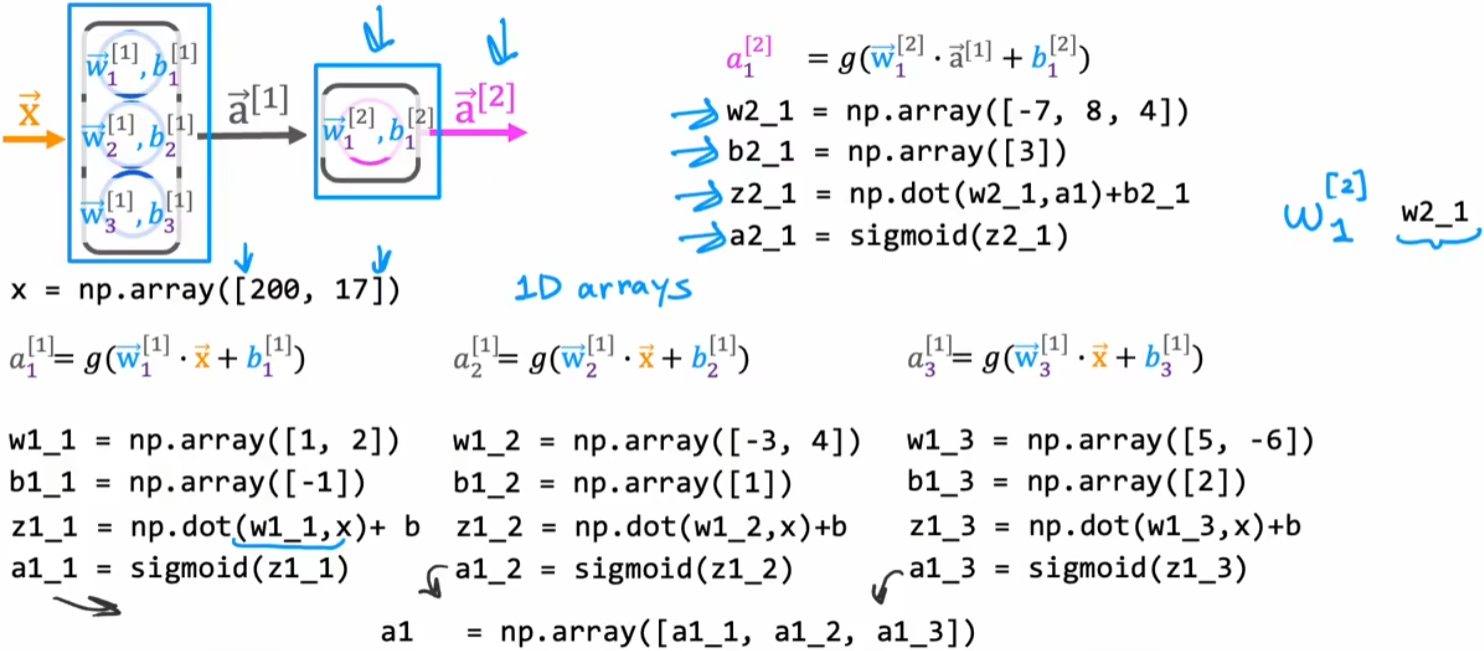 x⃗
w⃗₁^[1], b₁^[1]
w⃗₂^[1], b₂^[1]
w⃗₃^[1], b₃^[1]
a⃗^[1]
w⃗₁^[2], b₁^[2]
a⃗^[2]
a₁^[2] = g(w⃗₁^[2] · a⃗^[1] + b₁^[2])
w2_1 = np.array([-7, 8, 4])
b2_1 = np.array([3])
z2_1 = np.dot(w2_1,a1)+b2_1
a2_1 = sigmoid(z2_1)
w₁^[2] w2_1
x = np.array([200, 17])
1D arrays
a₁^[1]= g(w⃗₁^[1] · x⃗ + b₁^[1])
w1_1 = np.array([1, 2])
b1_1 = np.array([-1])
z1_1 = np.dot(w1_1,x)+ b
a1_1 = sigmoid(z1_1)
a₂^[1]= g(w⃗₂^[1] · x⃗ + b₂^[1])
w1_2 = np.array([-3, 4])
b1_2 = np.array([1])
z1_2 = np.dot(w1_2,x)+b
a1_2 = sigmoid(z1_2)
a₃^[1]= g(w⃗₃^[1] · x⃗ + b₃^[1])
w1_3 = np.array([5, -6])
b1_3 = np.array([2])
z1_3 = np.dot(w1_3,x)+b
a1_3 = sigmoid(z1_3)
a1 = np.array([a1_1, a1_2, a1_3])